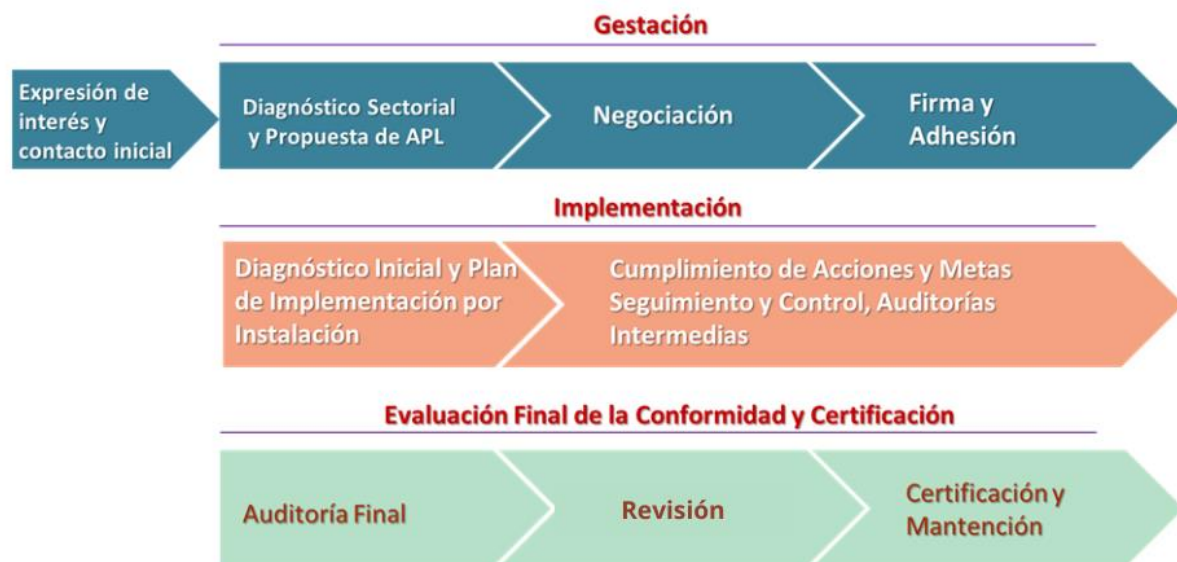 Gestación
Expresión de
interés y
contacto inicial
Diagnóstico Sectorial
y Propuesta de APL
Negociación
Firma y
Adhesión
Implementación
Diagnóstico Inicial y Plan
de Implementación por
Instalación
Cumplimiento de Acciones y Metas
Seguimiento y Control, Auditorías
Intermedias
Evaluación Final de la Conformidad y Certificación
Auditoría Final
Revisión
Certificación y
Mantención